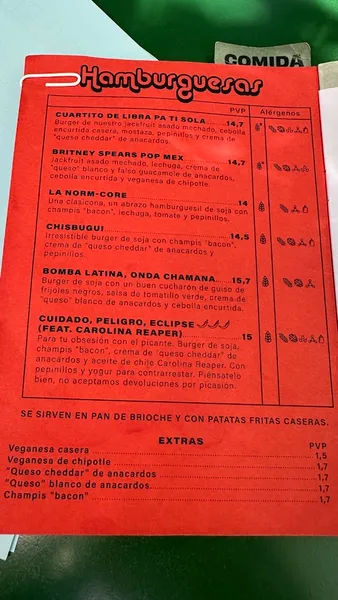 COMIDA
Hamburguesas
PVP Alérgenos
CUARTITO DE LIBRA PA TI SOLA 14,7
Burger de nuestro jackfruit asado mechado, cebolla
encurtida casera, mostaza, pepinillos y crema de
"queso cheddar" de anacardos.
BRITNEY SPEARS POP MEX 14,7
Jackfruit asado mechado, lechuga, crema de
"queso" blanco y falso guacamole de anacardos,
cebolla encurtida y veganesa de chipotle.
LA NORM-CORE 14
Una clasicona, un abrazo hamburguesil de soja con
champis "bacon", lechuga, tomate y pepinillos.
CHISBUGUI 14,5
Irresistible burger de soja con champis "bacon",
crema de "queso cheddar" de anacardos y
pepinillos.
BOMBA LATINA, ONDA CHAMANA 15,7
Burger de soja con un buen cucharón de guiso de
frijoles negros, salsa de tomatillo verde, crema de
"queso" blanco de anacardos y cebolla encurtida.
CUIDADO, PELIGRO, ECLIPSE
(FEAT. CAROLINA REAPER) 15
Para tu obsesión con el picante. Burger de soja,
champis "bacon", crema de "queso cheddar" de
anacardos y aceite de chile Carolina Reaper. Con
pepinillos y yogur para contrarrestar. Piénsatelo
bien, no aceptamos devoluciones por picasión.
SE SIRVEN EN PAN DE BRIOCHE Y CON PATATAS FRITAS CASERAS.
EXTRAS
PVP
Veganesa casera 1,5
Veganesa de chipotle 1,7
"Queso cheddar" de anacardos 1,7
"Queso" blanco de anacardos 1,7
Champis "bacon" 1,7